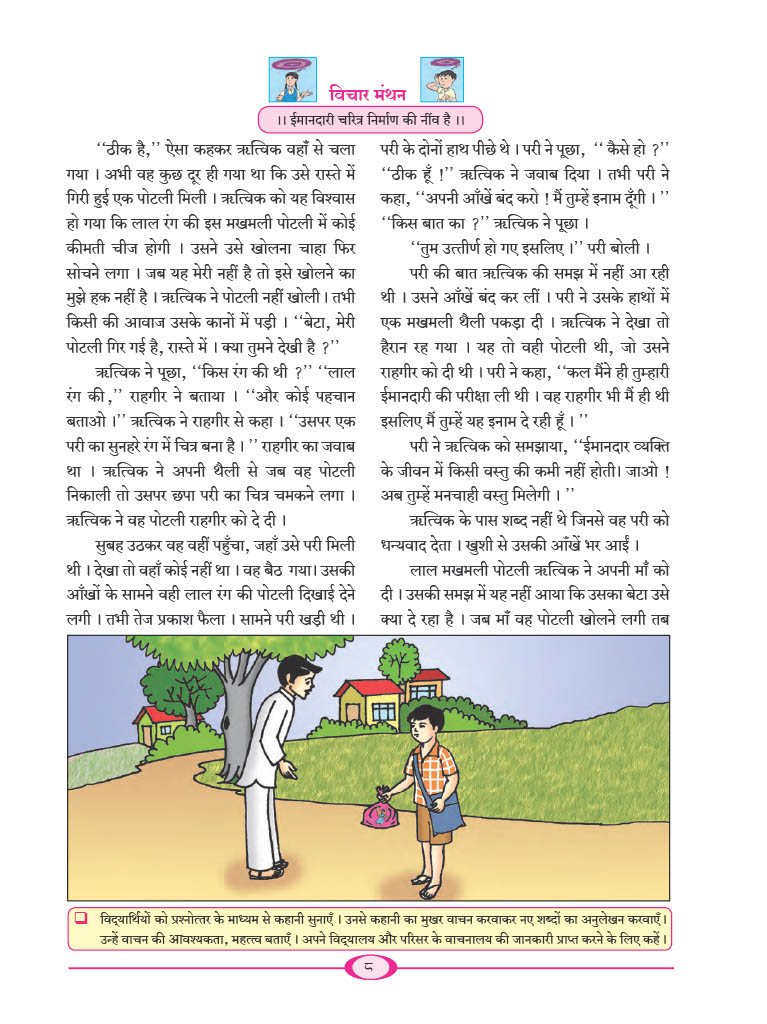 विचार मंथन
।। ईमानदारी चरित्र निर्माण की नींव है ।।
‘‘ठीक है,’’ ऐसा कहकर ऋत्विक वहाँ से चला
गया । अभी वह कुछ दूर ही गया था कि उसे रास्ते में
गिरी हुई एक पोटली मिली । ऋत्विक को यह विश्वास
हो गया कि लाल रंग की इस मखमली पोटली में कोई
कीमती चीज होगी । उसने उसे खोलना चाहा फिर
सोचने लगा । जब यह मेरी नहीं है तो इसे खोलने का
मुझे हक नहीं है । ऋत्विक ने पोटली नहीं खोली । तभी
किसी की आवाज उसके कानों में पड़ी । ‘‘बेटा, मेरी
पोटली गिर गई है, रास्ते में । क्या तुमने देखी है ?’’
ऋत्विक ने पूछा, ‘‘किस रंग की थी ?’’ ‘‘लाल
रंग की,’’ राहगीर ने बताया । ‘‘और कोई पहचान
बताओ ।’’ ऋत्विक ने राहगीर से कहा । ‘‘उसपर एक
परी का सुनहरे रंग में चित्र बना है । ’’ राहगीर का जवाब
था । ऋत्विक ने अपनी थैली से जब वह पोटली
निकाली तो उसपर छपा परी का चित्र चमकने लगा ।
ऋत्विक ने वह पोटली राहगीर को दे दी ।
सुबह उठकर वह वहीं पहुँचा, जहाँ उसे परी मिली
थी । देखा तो वहाँ कोई नहीं था । वह बैठ गया। उसकी
आँखों के सामने वही लाल रंग की पोटली दिखाई देने
लगी । तभी तेज प्रकाश फैला । सामने परी खड़ी थी ।
परी के दोनों हाथ पीछे थे । परी ने पूछा, ‘‘ कैसे हो ?’’
‘‘ठीक हूँ !’’ ऋत्विक ने जवाब दिया । तभी परी ने
कहा, ‘‘अपनी आँखें बंद करो ! मैं तुम्हें इनाम दूँगी । ’’
‘‘किस बात का ?’’ ऋत्विक ने पूछा ।
‘‘तुम उत्तीर्ण हो गए इसलिए ।’’ परी बोली ।
परी की बात ऋत्विक की समझ में नहीं आ रही
थी । उसने आँखें बंद कर लीं । परी ने उसके हाथों में
एक मखमली थैली पकड़ा दी । ऋत्विक ने देखा तो
हैरान रह गया । यह तो वही पोटली थी, जो उसने
राहगीर को दी थी । परी ने कहा, ‘‘कल मैंने ही तुम्हारी
ईमानदारी की परीक्षा ली थी । वह राहगीर भी मैं ही थी
इसलिए मैं तुम्हें यह इनाम दे रही हूँ । ’’
परी ने ऋत्विक को समझाया, ‘‘ईमानदार व्यक्ति
के जीवन में किसी वस्तु की कमी नहीं होती। जाओ !
अब तुम्हें मनचाही वस्तु मिलेगी । ’’
ऋत्विक के पास शब्द नहीं थे जिनसे वह परी को
धन्यवाद देता । खुशी से उसकी आँखें भर आईं ।
लाल मखमली पोटली ऋत्विक ने अपनी माँ को
दी । उसकी समझ में यह नहीं आया कि उसका बेटा उसे
क्या दे रहा है । जब माँ वह पोटली खोलने लगी तब
❑ विद्‌यार्थियों को प्रश्नोत्तर के माध्यम से कहानी सुनाएँ । उनसे कहानी का मुखर वाचन करवाकर नए शब्दों का अनुलेखन करवाएँ ।
उन्हें वाचन की आवश्यकता, महत्त्व बताएँ । अपने विद्‌यालय और परिसर के वाचनालय की जानकारी प्राप्त करने के लिए कहें ।
८